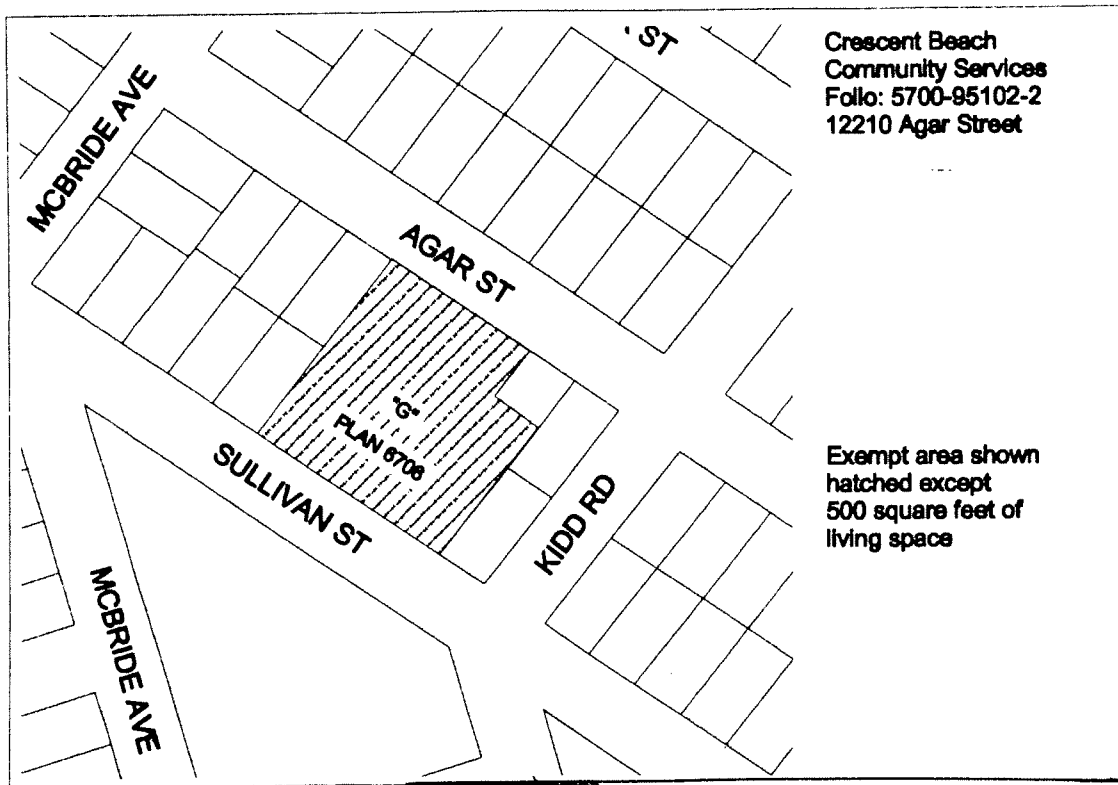 ST
Crescent Beach
Community Services
Folio: 5700-95102-2
12210 Agar Street
MCBRIDE AVE
AGAR ST
"G"
PLAN 6706
SULLIVAN ST
KIDD RD
Exempt area shown
hatched except
500 square feet of
living space
MCBRIDE AVE